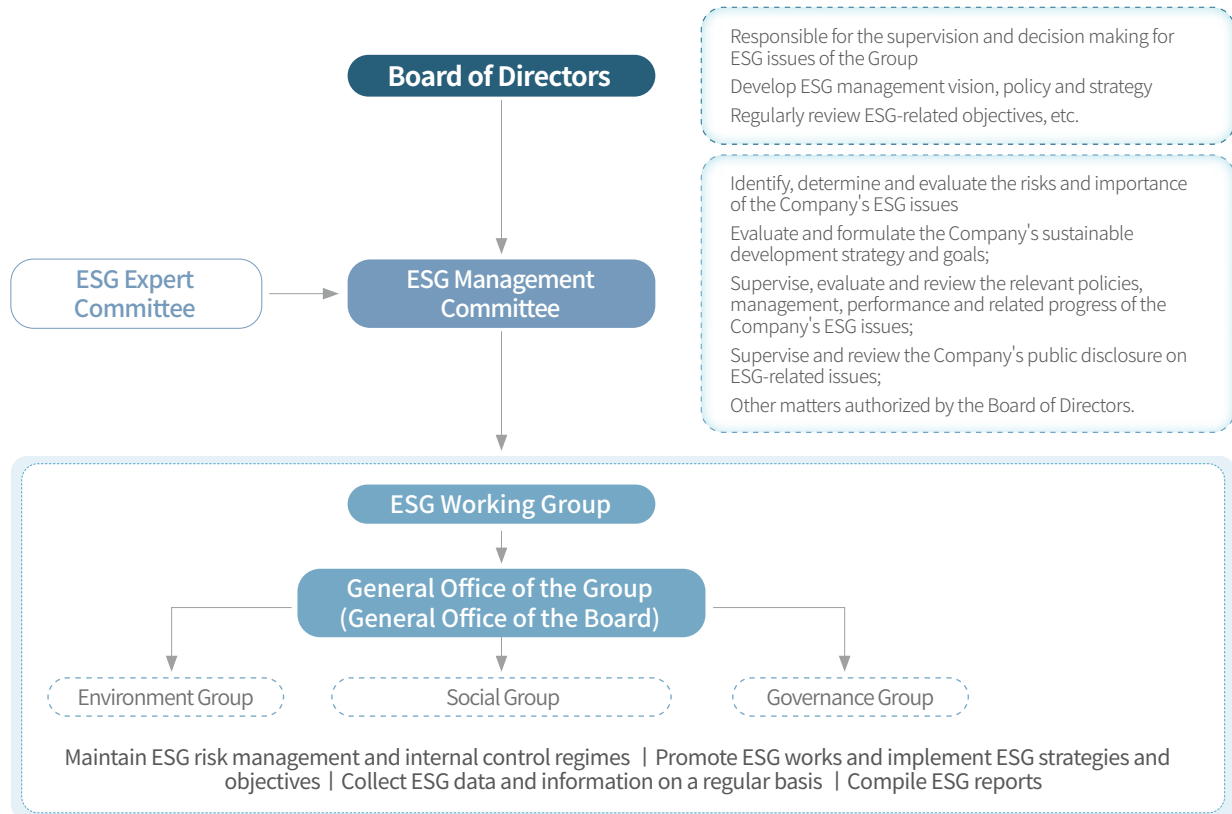 Board of Directors
Responsible for the supervision and decision making for
ESG issues of the Group
Develop ESG management vision, policy and strategy
Regularly review ESG-related objectives, etc.
ESG Expert
Committee
ESG Management
Committee
Identify, determine and evaluate the risks and importance
of the Company's ESG issues
Evaluate and formulate the Company's sustainable
development strategy and goals;
Supervise, evaluate and review the relevant policies,
management, performance and related progress of the
Company's ESG issues;
Supervise and review the Company's public disclosure on
ESG-related issues;
Other matters authorized by the Board of Directors.
ESG Working Group
General Office of the Group
(General Office of the Board)
Environment Group
Social Group
Governance Group
Maintain ESG risk management and internal control regimes | Promote ESG works and implement ESG strategies and
objectives | Collect ESG data and information on a regular basis | Compile ESG reports